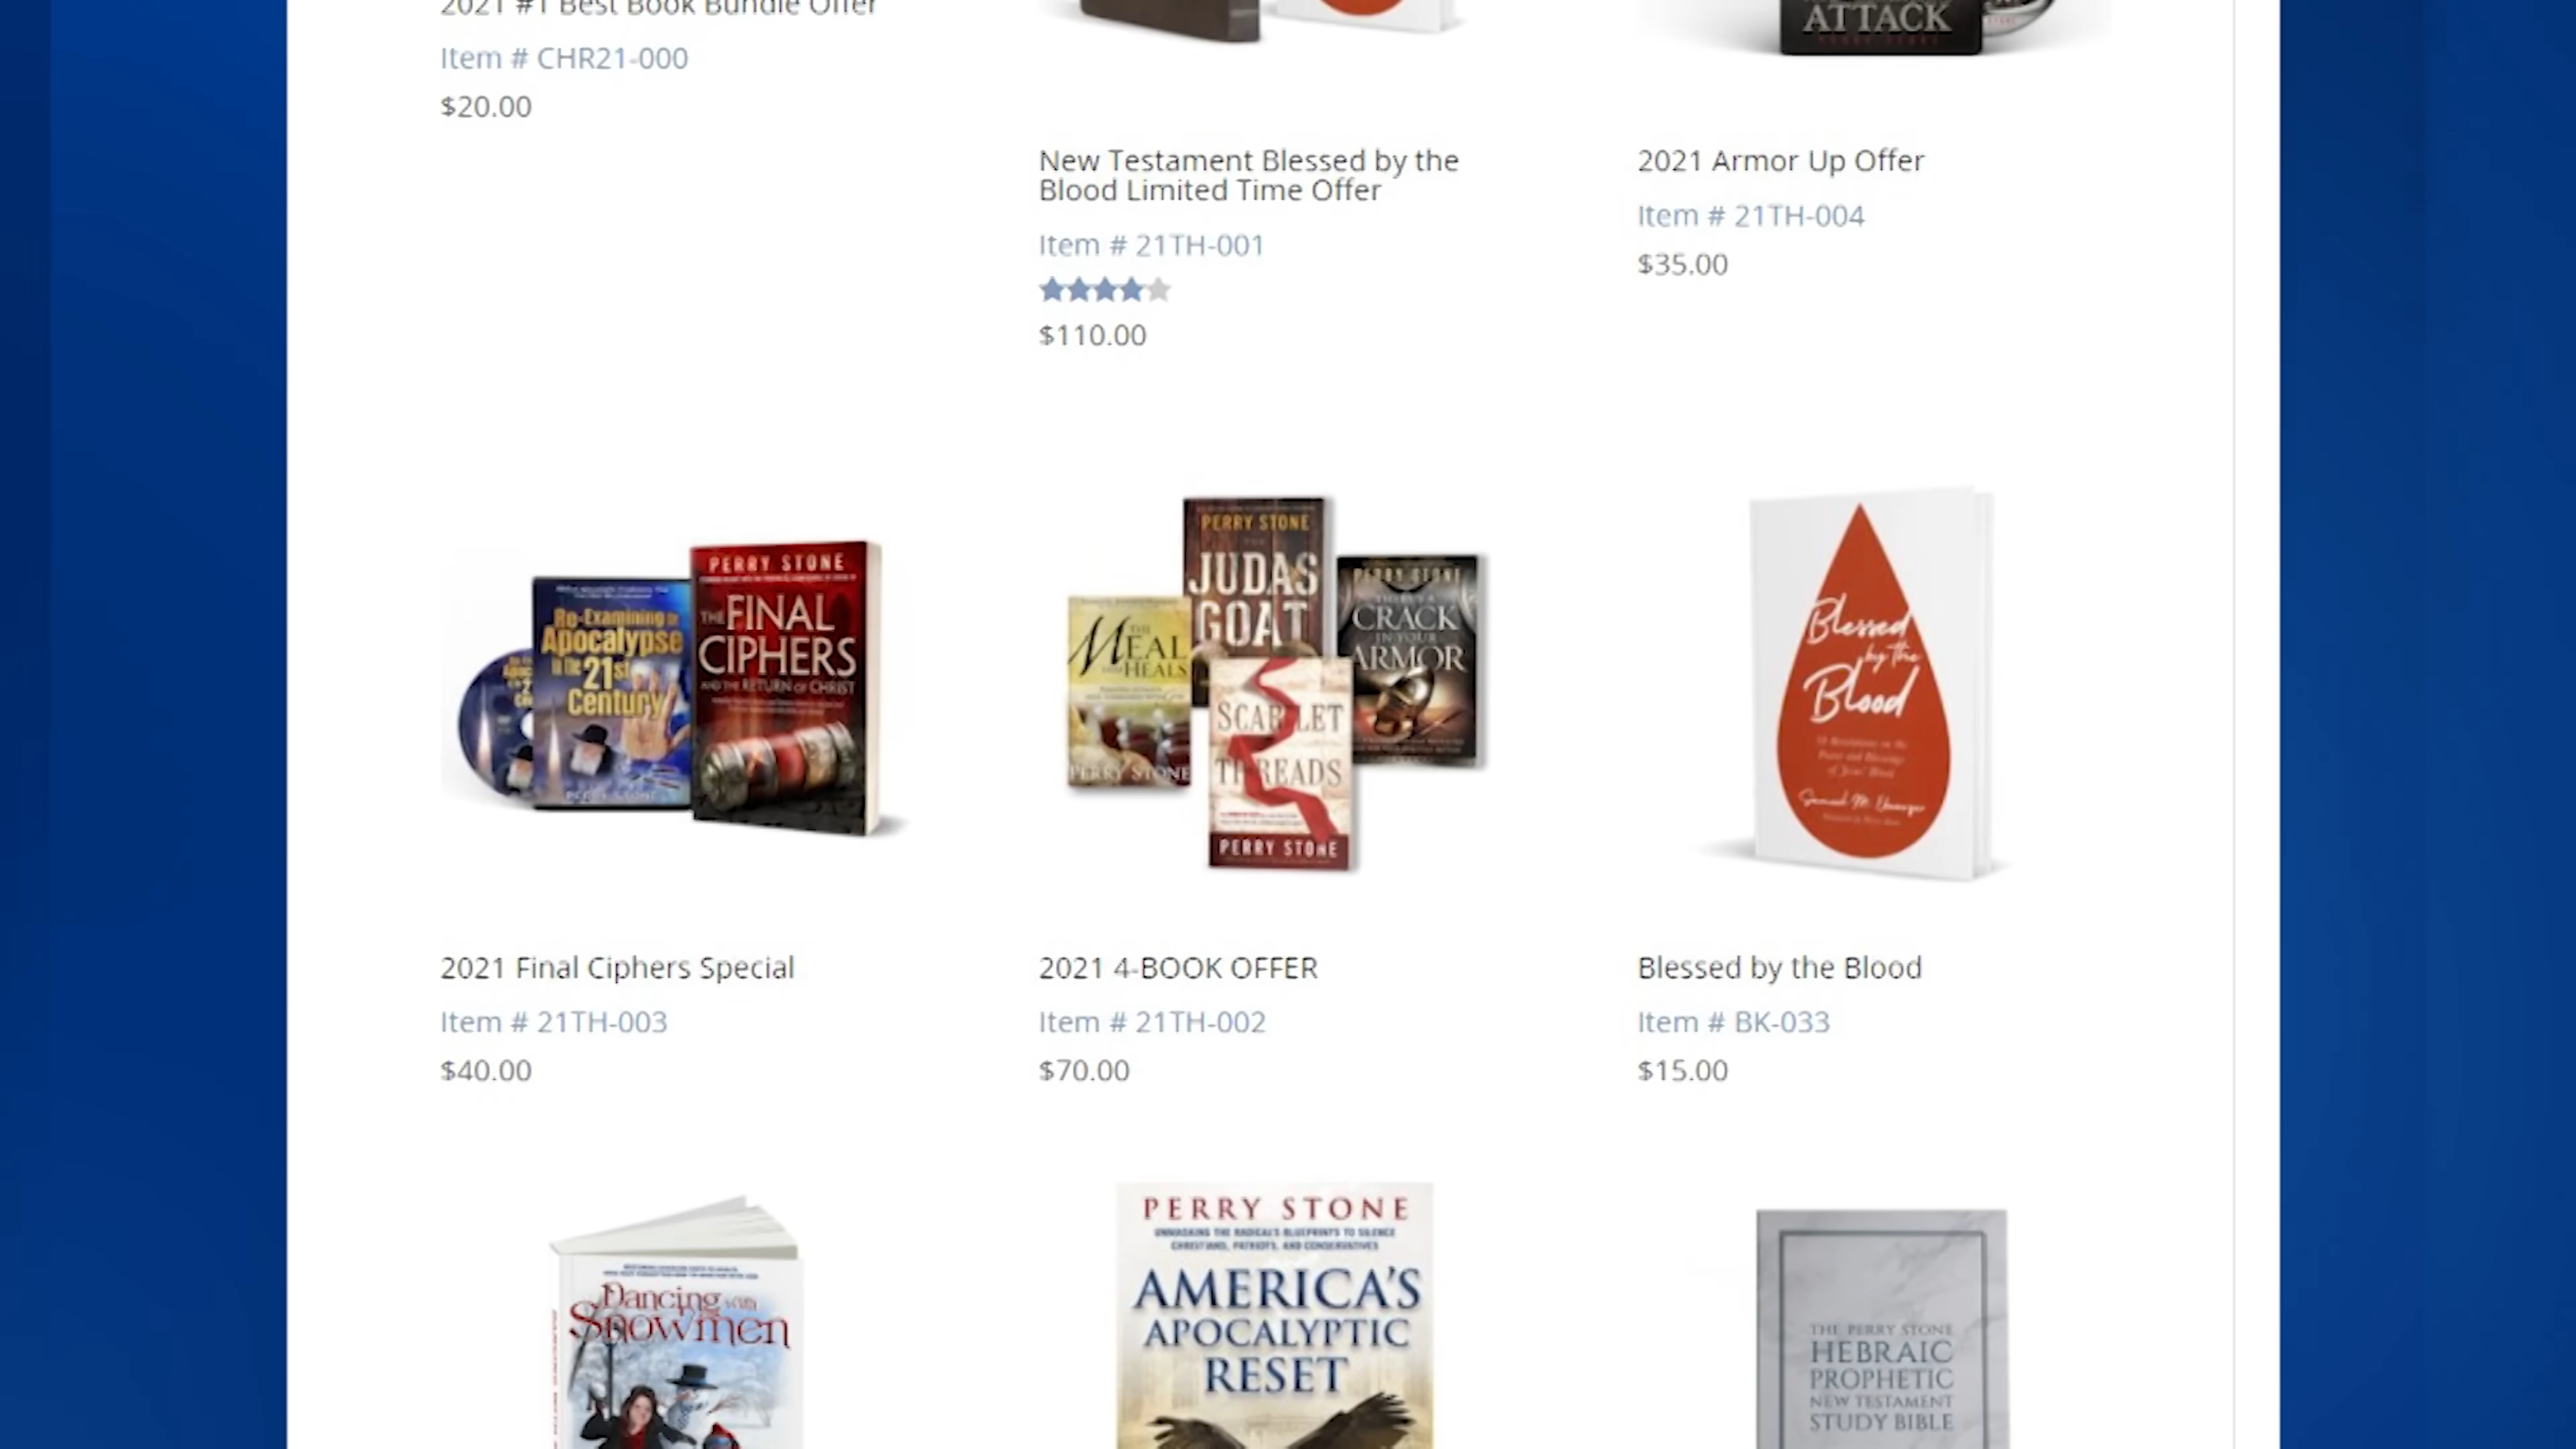 2021 #1 Best Book Bundle Offer
Item # CHR21-000
$20.00
New Testament Blessed by the
Blood Limited Time Offer
Item # 21TH-001
$110.00
ATTACK
2021 Armor Up Offer
Item # 21TH-004
$35.00
Re-Examining
Apocalypse
in the 21st
Century
PERRY STONE
THE FINAL
CIPHERS
AND THE RETURN OF CHRIST
2021 Final Ciphers Special
Item # 21TH-003
$40.00
PERRY STONE
JUDAS
GOAT
THE
MEAL
HEALS
PERRY STONE
PERRY STONE
CRACK
IN YOUR
ARMOR
SCARLET
THREADS
PERRY STONE
2021 4-BOOK OFFER
Item # 21TH-002
$70.00
Blessed
by the
Blood
Blessed by the Blood
Item # BK-033
$15.00
Dancing with
Snowmen
PERRY STONE
UNMASKING THE RADICAL'S BLUEPRINTS TO SILENCE
CHRISTIANS, PATRIOTS, AND CONSERVATIVES
AMERICA'S
APOCALYPTIC
RESET
THE PERRY STONE
HEBRAIC
PROPHETIC
NEW TESTAMENT
STUDY BIBLE